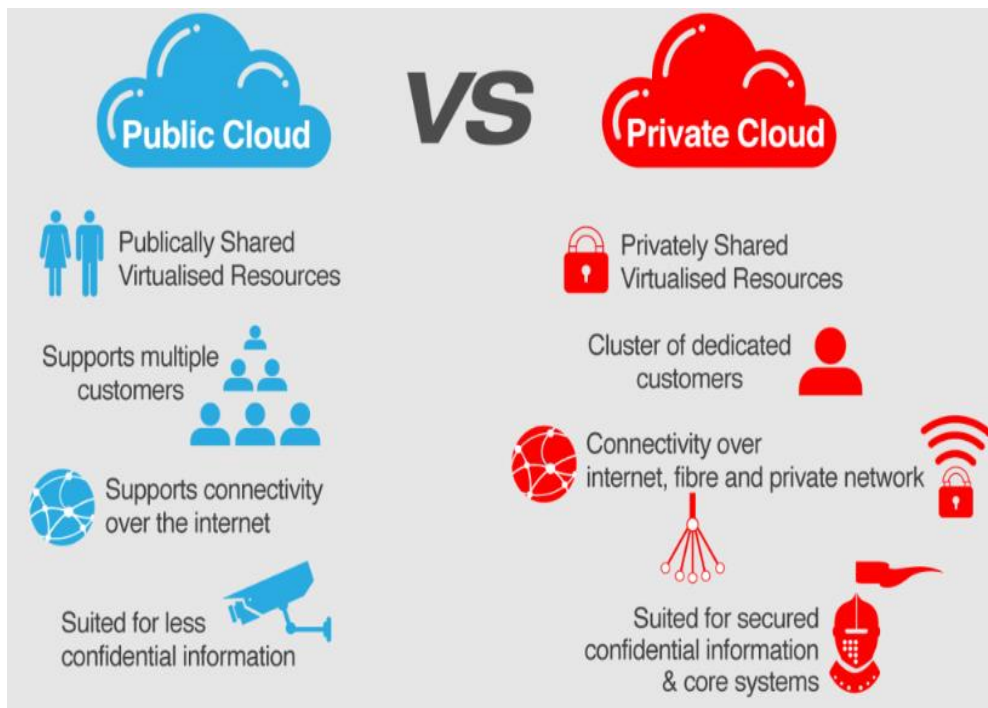 Public Cloud
VS
Private Cloud
Publically Shared
Virtualised Resources
Supports multiple
customers
Supports connectivity
over the internet
Suited for less
confidential information
Privately Shared
Virtualised Resources
Cluster of dedicated
customers
Connectivity over
internet, fibre and private network
Suited for secured
confidential information
& core systems